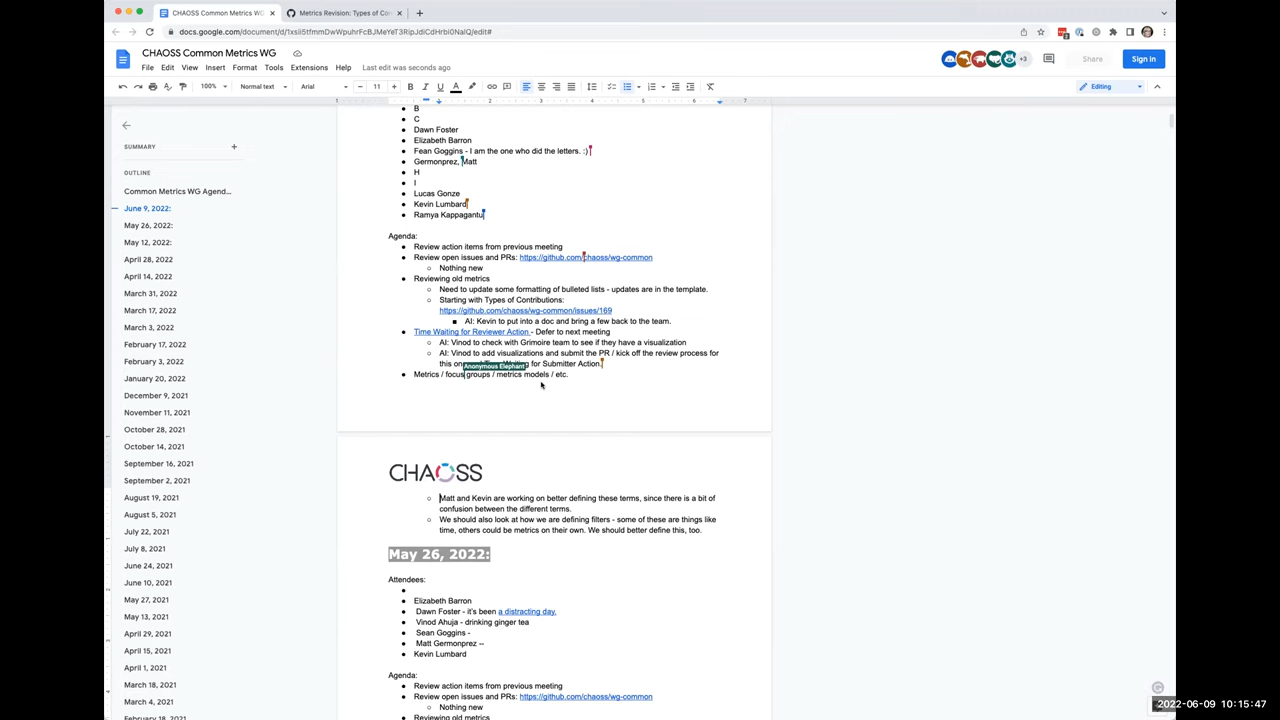 CHAOSS Common Metrics WG
Metrics Revision: Types of Con
docs.google.com/document/d/1xsii5tfmmDwWpuhrFcBJMeYeT3RipJdiCdHrbI0NaIQ/edit#
CHAOSS Common Metrics WG
File Edit View Insert Format Tools Extensions Help Last edit was seconds ago
+3
Share
Sign in
100%
Normal text
Arial
11
Editing
SUMMARY
OUTLINE
Common Metrics WG Agend...
June 9, 2022:
May 26, 2022:
May 12, 2022:
April 28, 2022
April 14, 2022
March 31, 2022
March 17, 2022
March 3, 2022
February 17, 2022
February 3, 2022
January 20, 2022
December 9, 2021
November 11, 2021
October 28, 2021
October 14, 2021
September 16, 2021
September 2, 2021
August 19, 2021
August 5, 2021
July 22, 2021
July 8, 2021
June 24, 2021
June 10, 2021
May 27, 2021
May 13, 2021
April 29, 2021
April 15, 2021
April 1, 2021
March 18, 2021
March 4, 2021
February 18, 2021
B
C
Dawn Foster
Elizabeth Barron
Fean Goggins - I am the one who did the letters. :)
Germonprez, Matt
H
I
Lucas Gonze
Kevin Lumbard
Ramya Kappagantu
Agenda:
Review action items from previous meeting
Review open issues and PRs: https://github.com/chaoss/wg-common
Nothing new
Reviewing old metrics
Need to update some formatting of bulleted lists - updates are in the template.
Starting with Types of Contributions:
https://github.com/chaoss/wg-common/issues/169
AI: Kevin to put into a doc and bring a few back to the team.
Time Waiting for Reviewer Action - Defer to next meeting
AI: Vinod to check with Grimoire team to see if they have a visualization
AI: Vinod to add visualizations and submit the PR / kick off the review process for
this on for Submitter Action.
Anonymous Elephant
Metrics / focus groups / metrics models / etc.
CHAOSS
Matt and Kevin are working on better defining these terms, since there is a bit of
confusion between the different terms.
We should also look at how we are defining filters - some of these are things like
time, others could be metrics on their own. We should better define this, too.
May 26, 2022:
Attendees:
Elizabeth Barron
Dawn Foster - it's been a distracting day.
Vinod Ahuja - drinking ginger tea
Sean Goggins -
Matt Germonprez --
Kevin Lumbard
Agenda:
Review action items from previous meeting
Review open issues and PRs: https://github.com/chaoss/wg-common
Nothing new
Reviewing old metrics
2022-06-09 10:15:47